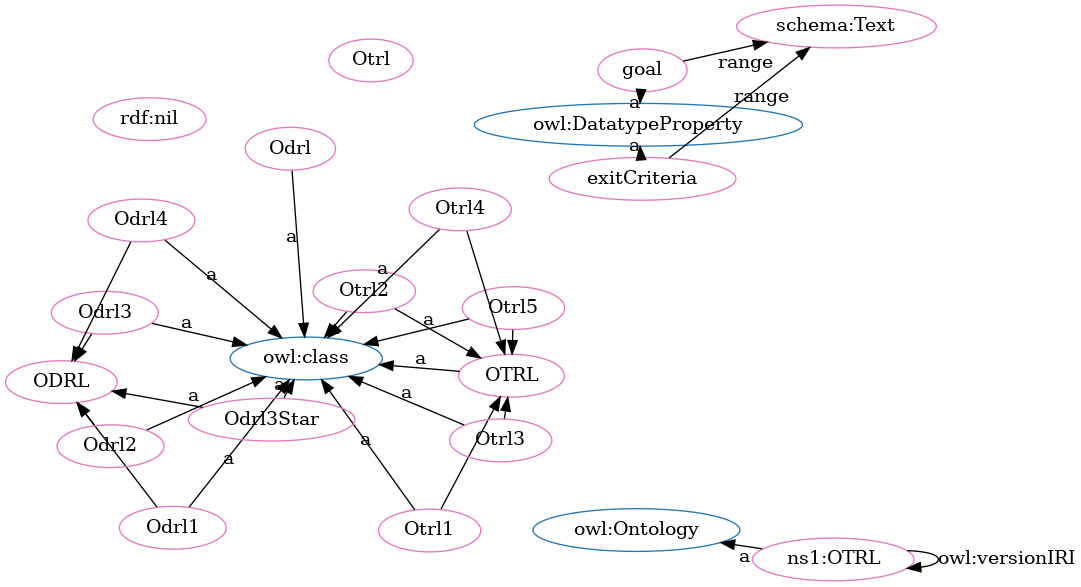 schema:Text
Otrl
goal
range
range
a
rdf:nil
owl:DatatypeProperty
Odrl
a
exitCriteria
Otrl4
Odrl4
a
a
a
Otrl2
Otrl5
Odrl3
a
a
owl:class
a
OTRL
ODRL
a
a
a
Odrl3Star
Odrl2
Otrl3
a
a
Odrl1
Otrl1
owl:Ontology
a
ns1:OTRL
owl:versionIRI